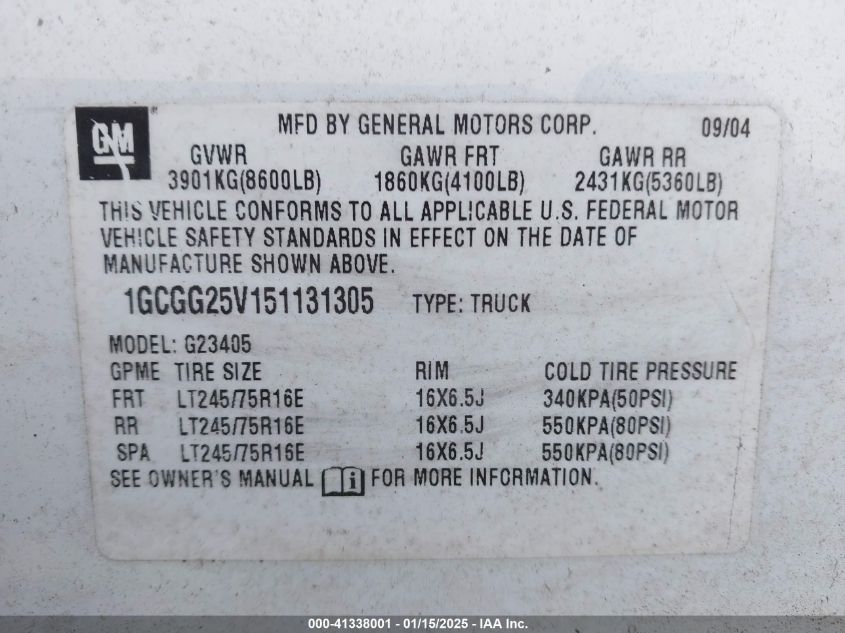 GM®
MFD BY GENERAL MOTORS CORP. 09/04
GVWR GAWR FRT GAWR RR
3901KG(8600LB) 1860KG(4100LB) 2431KG(5360LB)
THIS VEHICLE CONFORMS TO ALL APPLICABLE U.S. FEDERAL MOTOR
VEHICLE SAFETY STANDARDS IN EFFECT ON THE DATE OF
MANUFACTURE SHOWN ABOVE.
1GCGG25V151131305 TYPE: TRUCK
MODEL: G23405
GPME TIRE SIZE RIM COLD TIRE PRESSURE
FRT LT245/75R16E 16X6.5J 340KPA(50PSI)
RR LT245/75R16E 16X6.5J 550KPA(80PSI)
SPA LT245/75R16E 16X6.5J 550KPA(80PSI)
SEE OWNER'S MANUAL i FOR MORE INFORMATION.
000-41338001 - 01/15/2025 - IAA Inc.